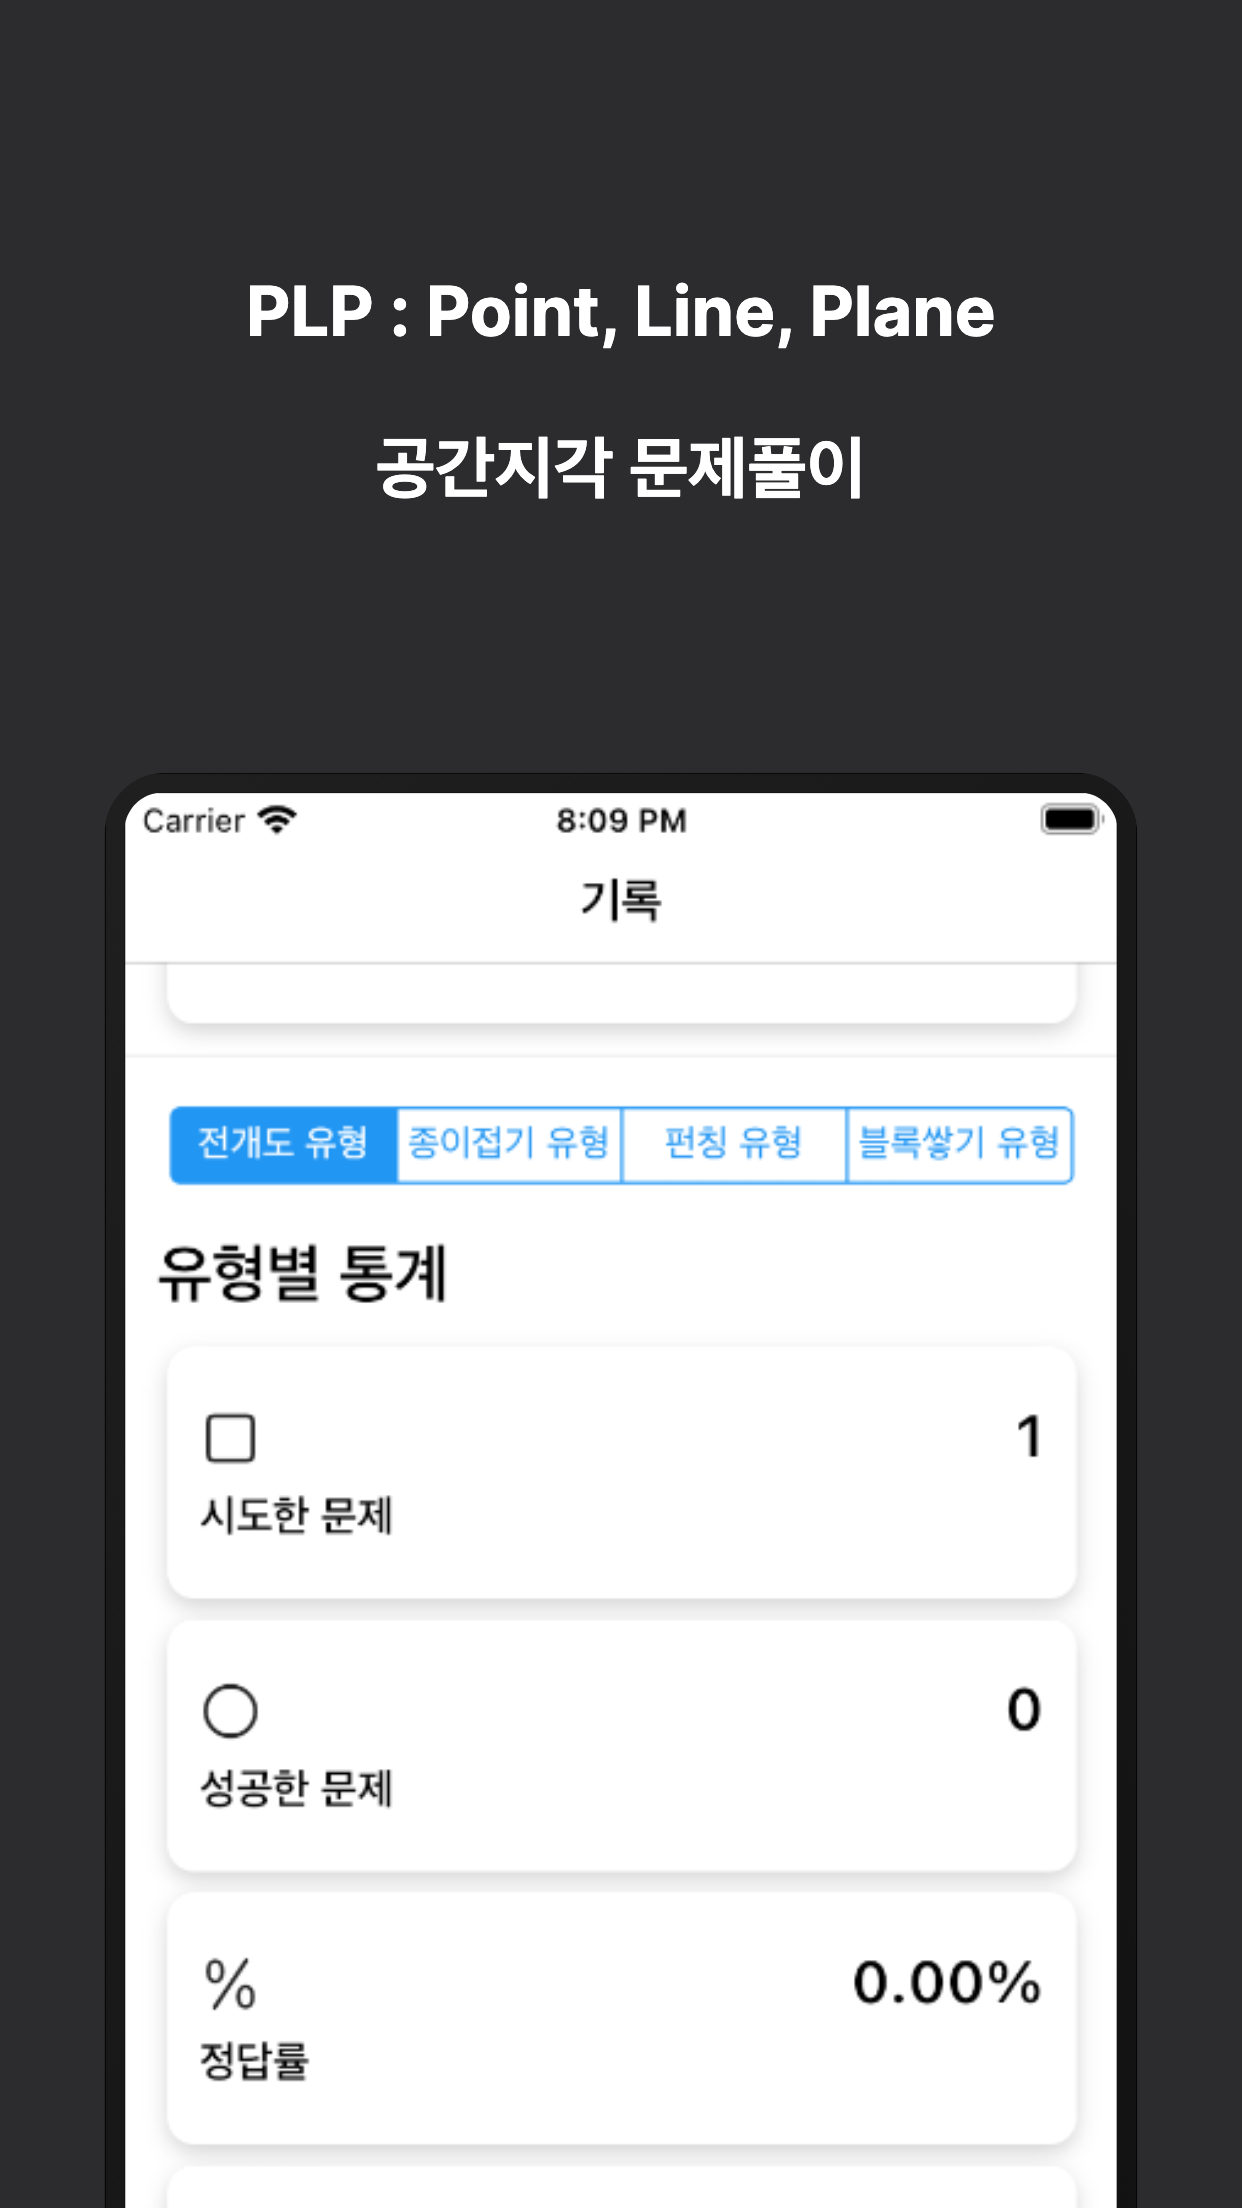 PLP : Point, Line, Plane
공간지각 문제풀이
Carrier 8:09 PM
기록
전개도 유형 종이접기 유형 펀칭 유형 블록쌓기 유형
유형별 통계
1
시도한 문제
0
성공한 문제
% 0.00%
정답률